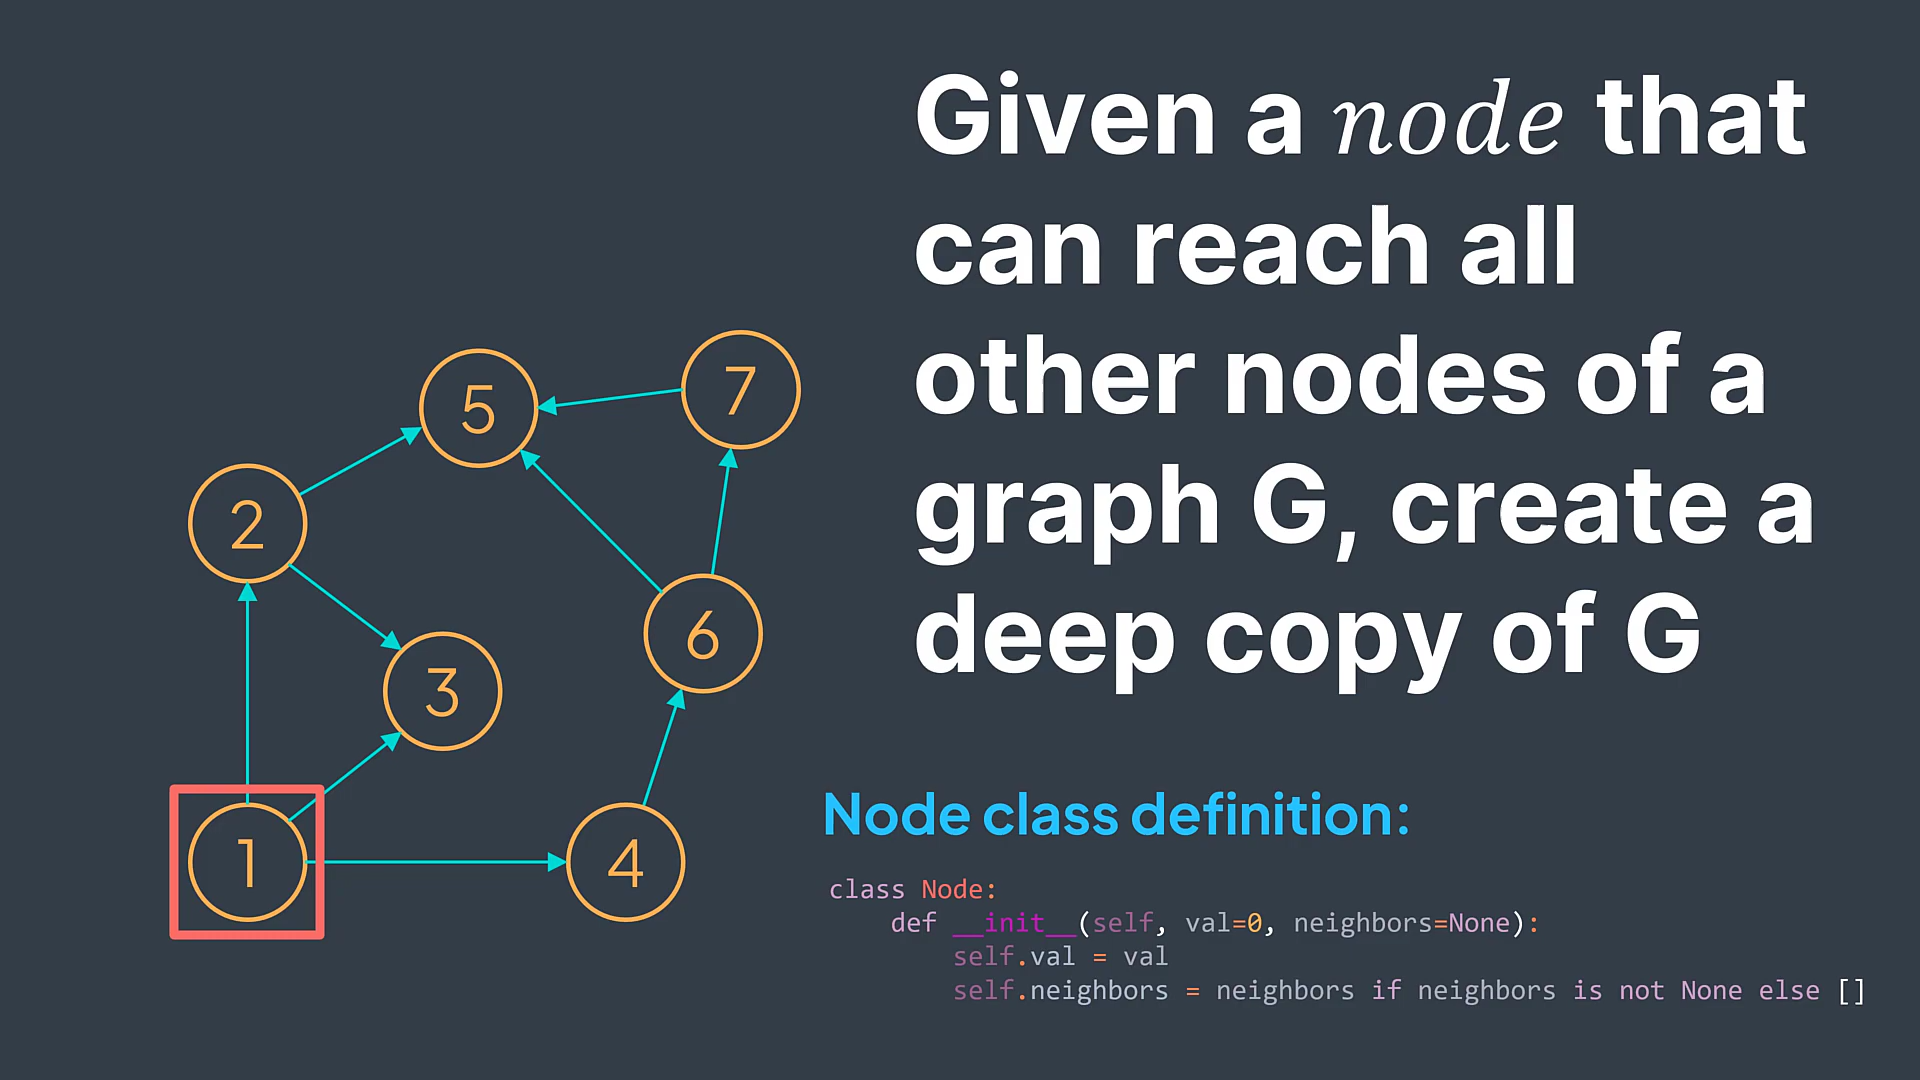 Given a node that
can reach all
other nodes of a
graph G, create a
deep copy of G
5
7
2
6
3
1
4
Node class definition:
class Node:
    def __init__(self, val=0, neighbors=None):
        self.val = val
        self.neighbors = neighbors if neighbors is not None else []